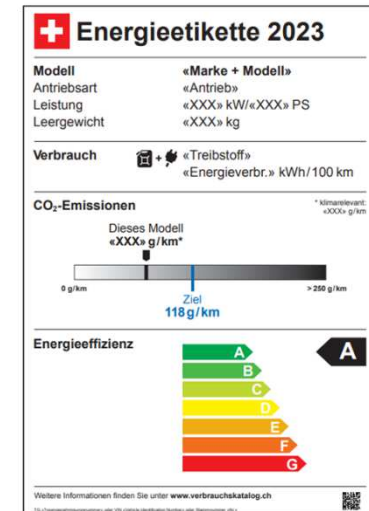 Energieetikette 2023
Modell «Marke + Modell»
Antriebsart «Antrieb»
Leistung «XXX» kW/«XXX» PS
Leergewicht «XXX» kg
Verbrauch + «Treibstoff»
«Energieverbr.» kWh/100 km
CO₂-Emissionen
* klimarelevant:
«XXX» g/km
Dieses Modell
«XXX» g/km*
0 g/km > 250 g/km
Ziel
118 g/km
Energieeffizienz
A A
B
C
D
E
F
G
Weitere Informationen finden Sie unter www.verbrauchskatalog.ch